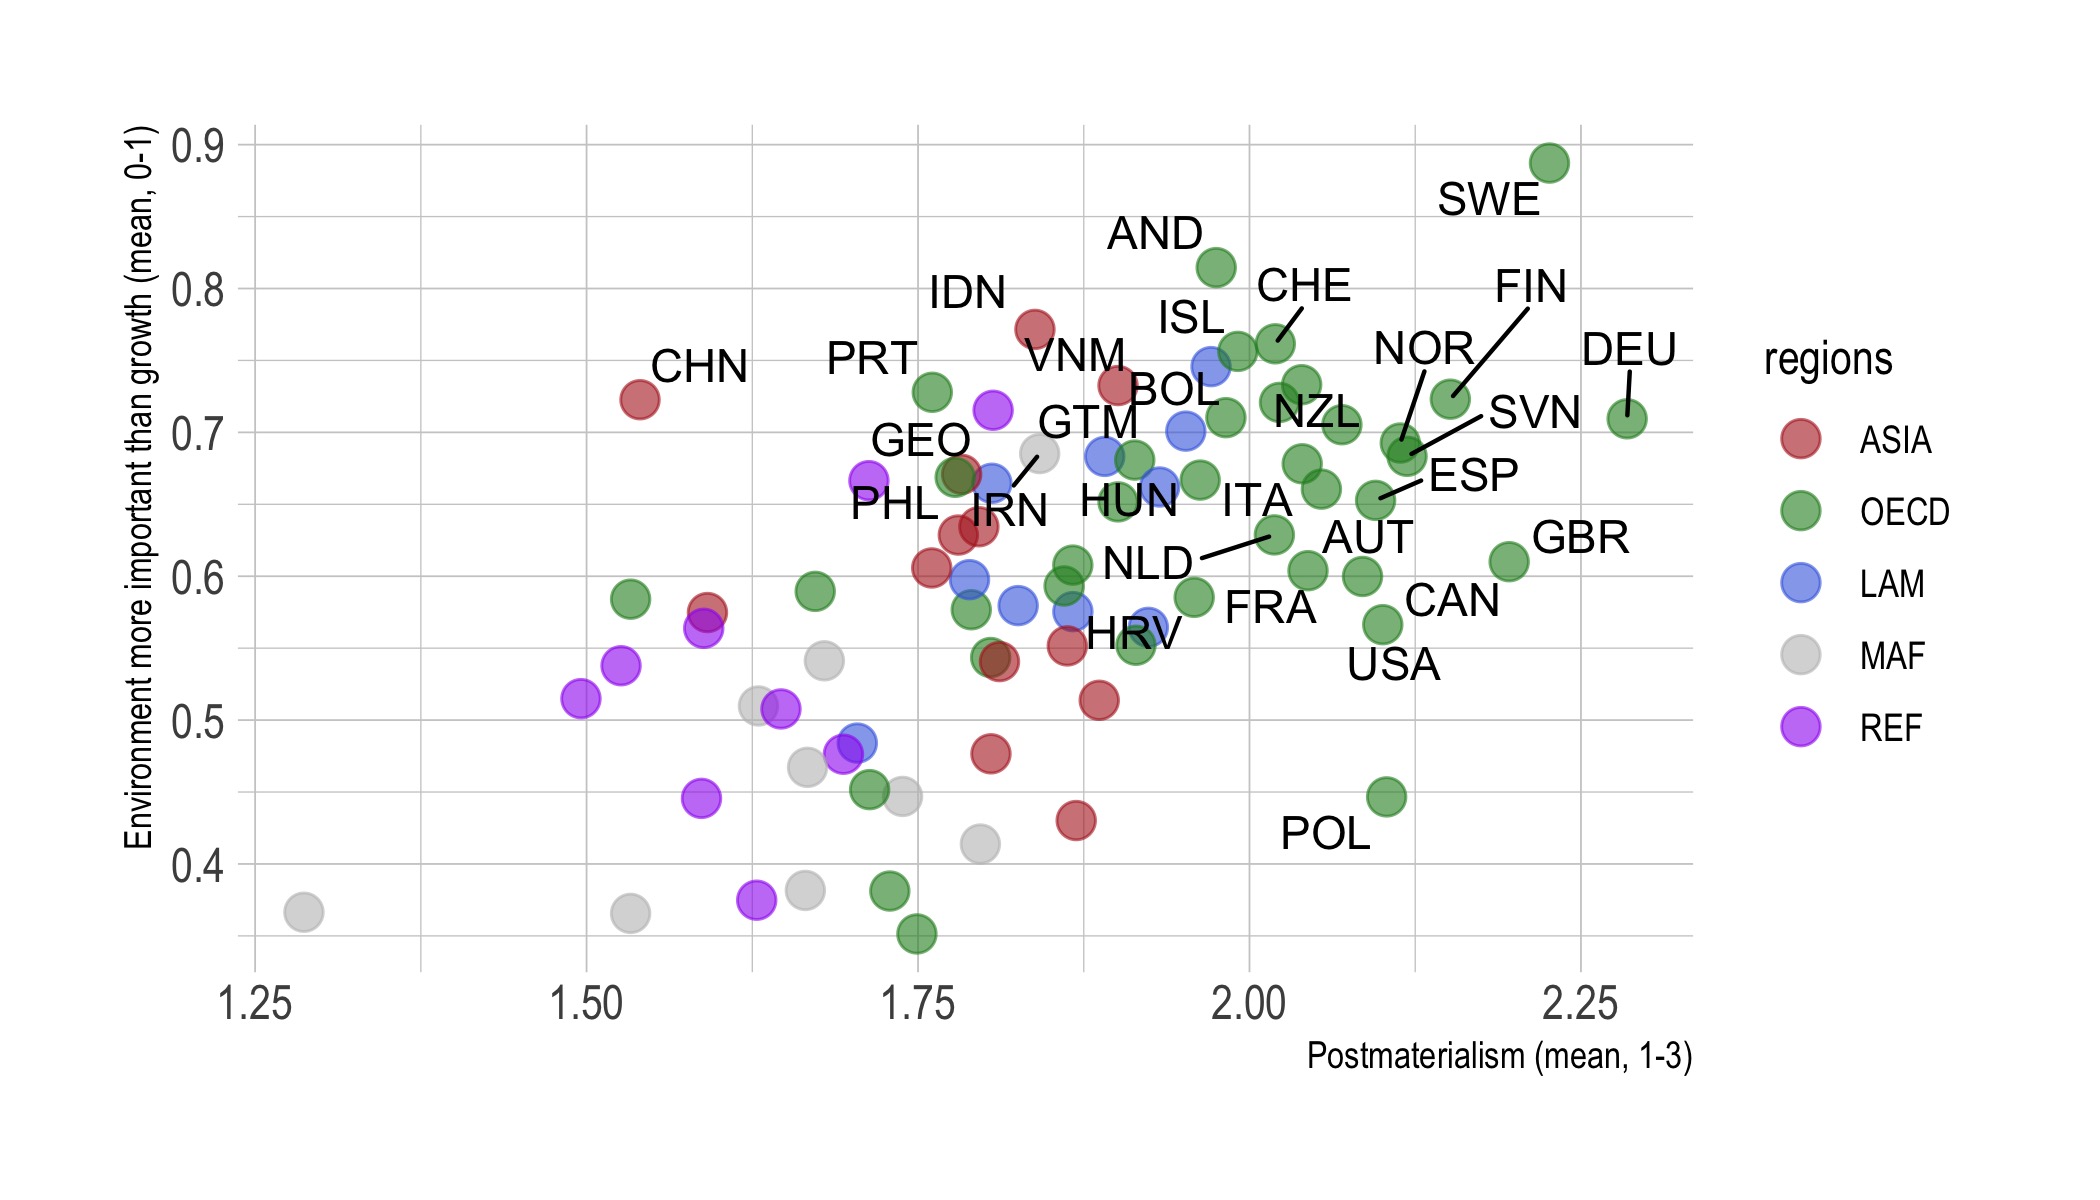 Environment more important than growth (mean, 0-1)
0.9
0.8
0.7
0.6
0.5
0.4
SWE
AND
CHE
FIN
IDN
ISL
NOR
DEU
PRT
VNM
CHN
BOL
NZL
SVN
GTM
GEO
ESP
PHL
IRN
HUN
ITA
AUT
GBR
NLD
CAN
FRA
HRV
USA
POL
1.25 1.50 1.75 2.00 2.25
Postmaterialism (mean, 1-3)
regions
ASIA
OECD
LAM
MAF
REF